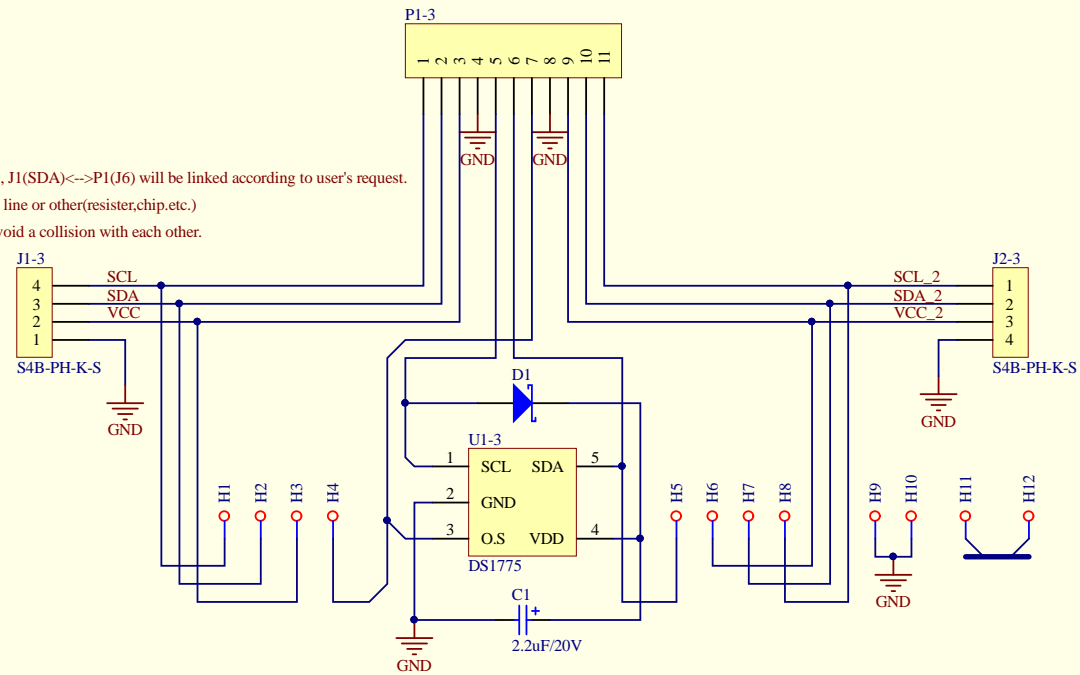 P1-3
1 2 3 4 5 6 7 8 9 10 11
GND GND
, J1(SDA)<-->P1(J6) will be linked according to user's request.
line or other(resister,chip.etc.)
void a collision with each other.
J1-3
4 SCL
3 SDA
2 VCC
1
S4B-PH-K-S
GND
J2-3
SCL_2 1
SDA_2 2
VCC_2 3
4
S4B-PH-K-S
GND
D1
U1-3
1 SCL SDA 5
2 GND
3 O.S VDD 4
DS1775
H1 H2 H3 H4
H5 H6 H7 H8 H9 H10 H11 H12
GND
C1
+
2.2uF/20V
GND